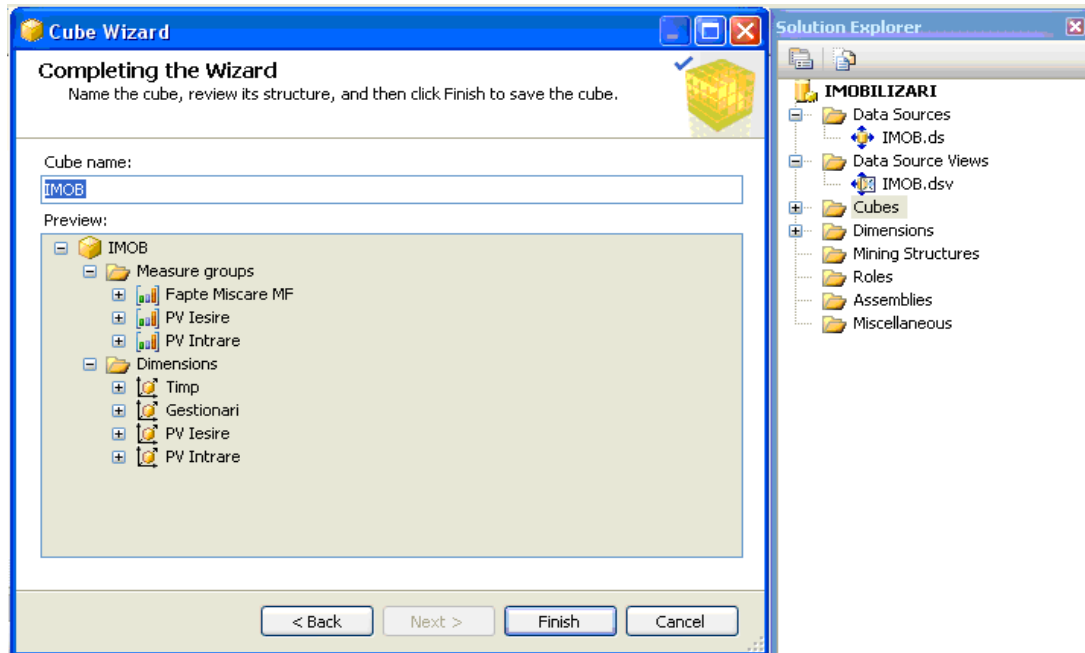 Cube Wizard
Completing the Wizard
Name the cube, review its structure, and then click Finish to save the cube.
Cube name:
IMOB
Preview:
IMOB
Measure groups
Fapte Miscare MF
PV Iesire
PV Intrare
Dimensions
Timp
Gestionari
PV Iesire
PV Intrare
< Back
Next >
Finish
Cancel
Solution Explorer
IMOBILIZARI
Data Sources
IMOB.ds
Data Source Views
IMOB.dsv
Cubes
Dimensions
Mining Structures
Roles
Assemblies
Miscellaneous